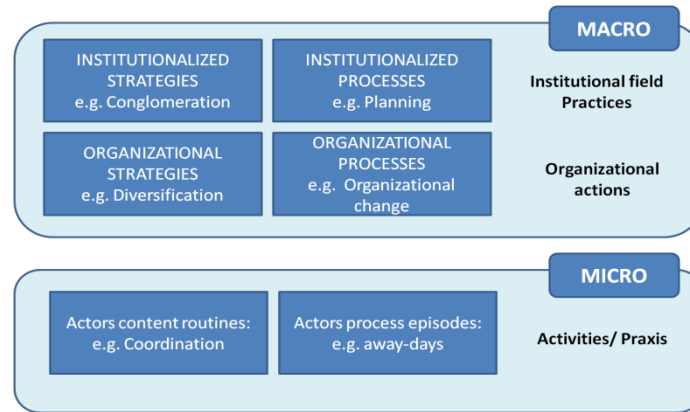 MACRO
INSTITUTIONALIZED
STRATEGIES
e.g. Conglomeration
INSTITUTIONALIZED
PROCESSES
e.g. Planning
Institutional field
Practices
ORGANIZATIONAL
STRATEGIES
e.g. Diversification
ORGANIZATIONAL
PROCESSES
e.g. Organizational
change
Organizational
actions
MICRO
Actors content routines:
e.g. Coordination
Actors process episodes:
e.g. away-days
Activities/ Praxis